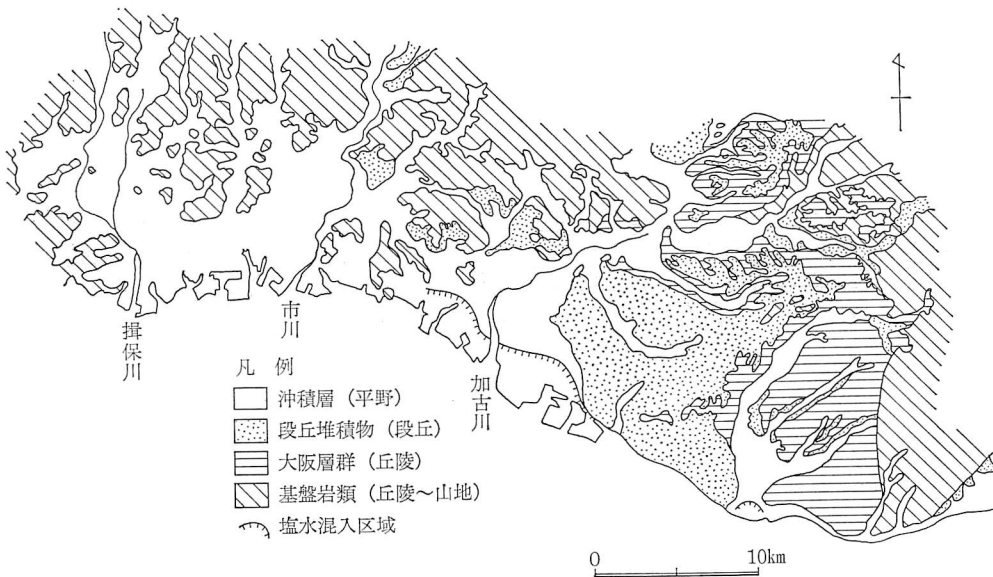 揖保川
市川
加古川
凡 例
沖積層（平野）
段丘堆積物（段丘）
大阪層群（丘陵）
基盤岩類（丘陵〜山地）
塩水混入区域
0 10km